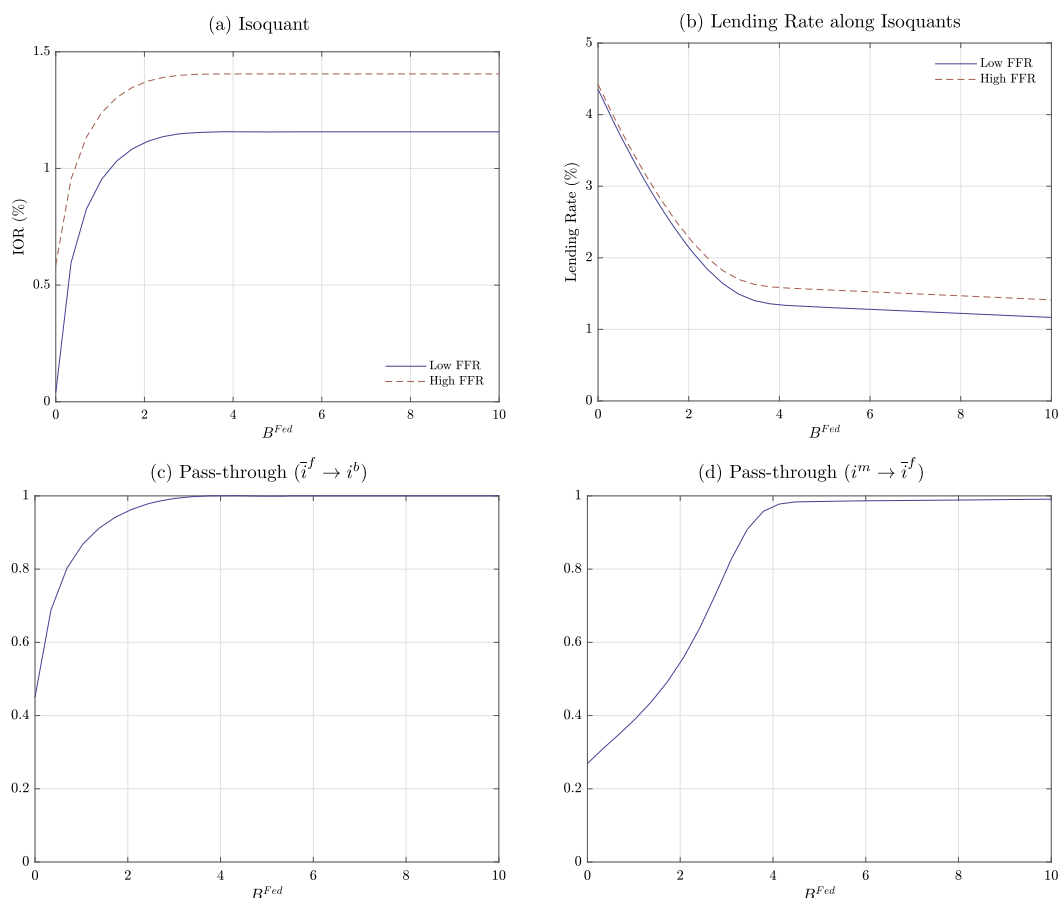 (a) Isoquant
1.5
1
0.5
0
IOR (%)
Low FFR
High FFR
0 2 4 6 8 10
B^{Fed}
(b) Lending Rate along Isoquants
5
4
3
2
1
0
Lending Rate (%)
Low FFR
High FFR
0 2 4 6 8 10
B^{Fed}
(c) Pass-through (i̅^f → i^b)
1
0.8
0.6
0.4
0.2
0
0 2 4 6 8 10
B^{Fed}
(d) Pass-through (i^m → i̅^f)
1
0.8
0.6
0.4
0.2
0
0 2 4 6 8 10
B^{Fed}